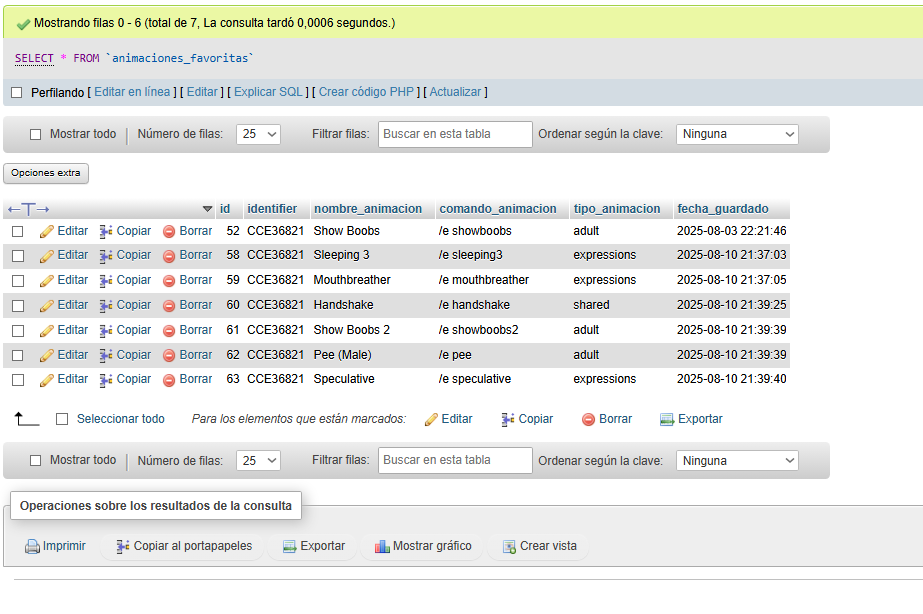 Mostrando filas 0 - 6 (total de 7, La consulta tardó 0,0006 segundos.)
SELECT * FROM `animaciones_favoritas`
Perfilando [ Editar en línea ] [ Editar ] [ Explicar SQL ] [ Crear código PHP ] [ Actualizar ]
Mostrar todo | Número de filas: 25 Filtrar filas: Buscar en esta tabla Ordenar según la clave: Ninguna
Opciones extra
←T→ id identifier nombre_animacion comando_animacion tipo_animacion fecha_guardado
Editar Copiar Borrar 52 CCE36821 Show Boobs /e showboobs adult 2025-08-03 22:21:46
Editar Copiar Borrar 58 CCE36821 Sleeping 3 /e sleeping3 expressions 2025-08-10 21:37:03
Editar Copiar Borrar 59 CCE36821 Mouthbreather /e mouthbreather expressions 2025-08-10 21:37:05
Editar Copiar Borrar 60 CCE36821 Handshake /e handshake shared 2025-08-10 21:39:25
Editar Copiar Borrar 61 CCE36821 Show Boobs 2 /e showboobs2 adult 2025-08-10 21:39:39
Editar Copiar Borrar 62 CCE36821 Pee (Male) /e pee adult 2025-08-10 21:39:39
Editar Copiar Borrar 63 CCE36821 Speculative /e speculative expressions 2025-08-10 21:39:40
Seleccionar todo Para los elementos que están marcados: Editar Copiar Borrar Exportar
Mostrar todo | Número de filas: 25 Filtrar filas: Buscar en esta tabla Ordenar según la clave: Ninguna
Operaciones sobre los resultados de la consulta
Imprimir Copiar al portapapeles Exportar Mostrar gráfico Crear vista